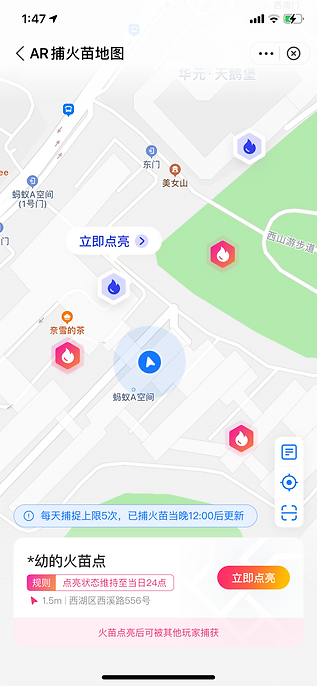 1:47
AR捕火苗地图
华元·天鹅堡
东门
美女山
蚂蚁A空间
(1号门)
西山游步道
立即点亮
奈雪的茶
蚂蚁A空间
每天捕捉上限5次，已捕火苗当晚12:00后更新
*幼的火苗点
规则 点亮状态维持至当日24点
立即点亮
1.5m | 西湖区西溪路556号
火苗点亮后可被其他玩家捕获